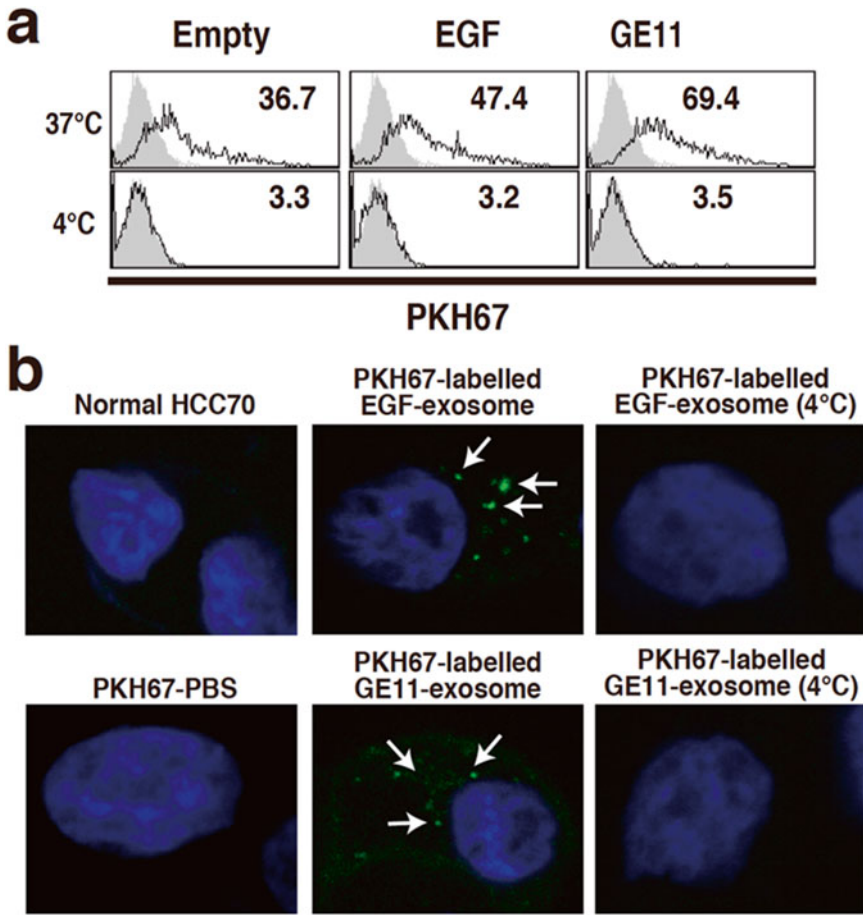 a
Empty EGF GE11
37°C 36.7 47.4 69.4
4°C 3.3 3.2 3.5
PKH67
b
Normal HCC70
PKH67-labelled
EGF-exosome
PKH67-labelled
EGF-exosome (4°C)
PKH67-PBS
PKH67-labelled
GE11-exosome
PKH67-labelled
GE11-exosome (4°C)